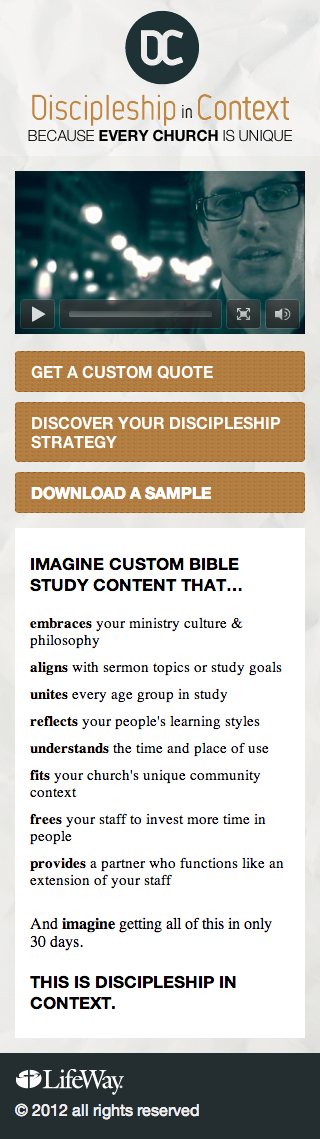 DC
Discipleship in Context
BECAUSE EVERY CHURCH IS UNIQUE
GET A CUSTOM QUOTE
DISCOVER YOUR DISCIPLESHIP
STRATEGY
DOWNLOAD A SAMPLE
IMAGINE CUSTOM BIBLE
STUDY CONTENT THAT...
embraces your ministry culture &
philosophy
aligns with sermon topics or study goals
unites every age group in study
reflects your people's learning styles
understands the time and place of use
fits your church's unique community
context
frees your staff to invest more time in
people
provides a partner who functions like an
extension of your staff
And imagine getting all of this in only
30 days.
THIS IS DISCIPLESHIP IN
CONTEXT.
LifeWay
© 2012 all rights reserved